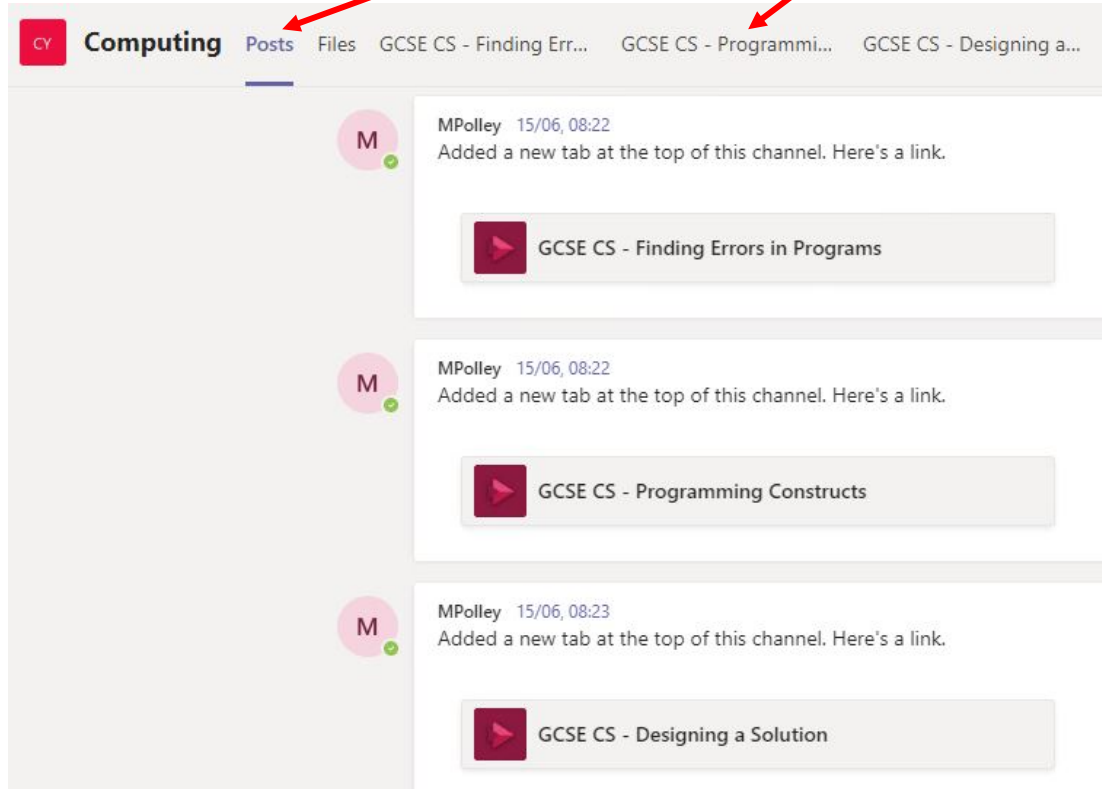 CY Computing Posts Files GCSE CS - Finding Err... GCSE CS - Programmi... GCSE CS - Designing a...
M MPolley 15/06, 08:22
Added a new tab at the top of this channel. Here's a link.
GCSE CS - Finding Errors in Programs
M MPolley 15/06, 08:22
Added a new tab at the top of this channel. Here's a link.
GCSE CS - Programming Constructs
M MPolley 15/06, 08:23
Added a new tab at the top of this channel. Here's a link.
GCSE CS - Designing a Solution